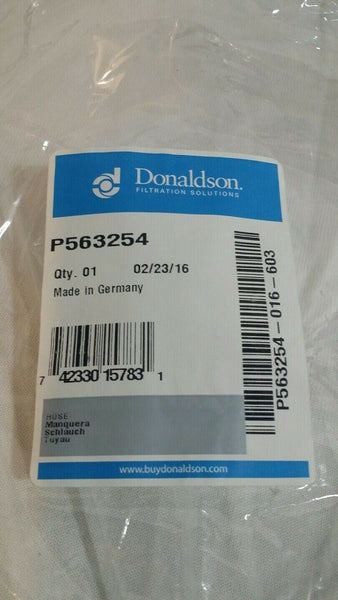 Donaldson.
FILTRATION SOLUTIONS
P563254
Qty. 01 02/23/16
Made in Germany
7 42330 15783 1
P563254-016-603
HOSE
Manquera
Schlauch
Tuyau
www.buydonaldson.com